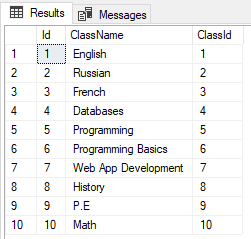 Results Messages
Id ClassName ClassId
1 1 English 1
2 2 Russian 2
3 3 French 3
4 4 Databases 4
5 5 Programming 5
6 6 Programming Basics 6
7 7 Web App Development 7
8 8 History 8
9 9 P.E 9
10 10 Math 10